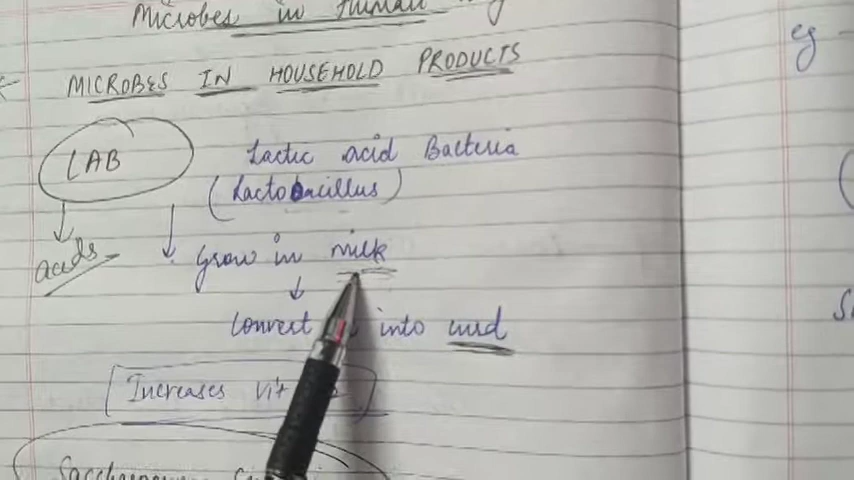 Microbes in Human
MICROBES IN HOUSEHOLD PRODUCTS
LAB Lactic acid Bacteria
(Lactobacillus)
acids
Grow in milk
Convert into curd
Increases Vit
eg